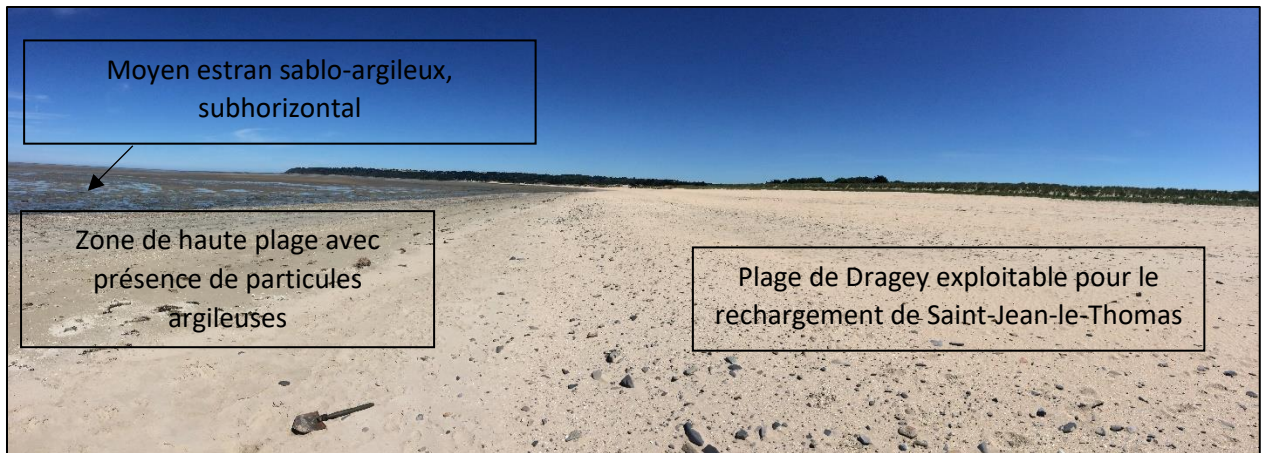 Moyen estran sablo-argileux,
subhorizontal
Zone de haute plage avec
présence de particules
argileuses
Plage de Dragey exploitable pour le
rechargement de Saint-Jean-le-Thomas